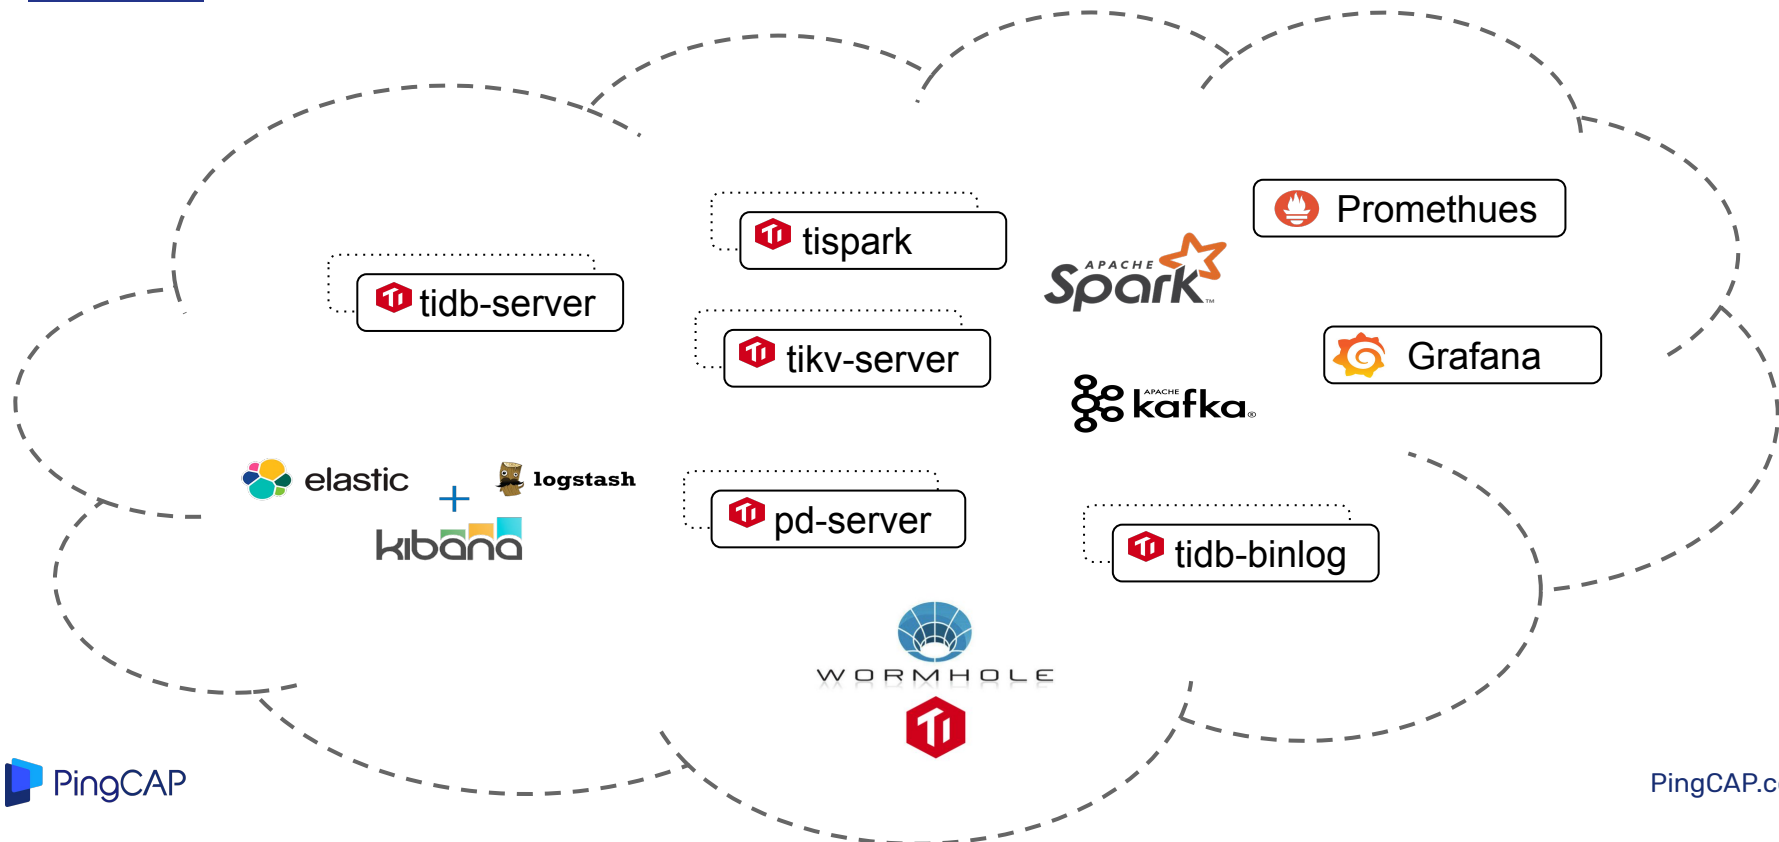 Promethues
tispark
APACHE
Spark™
tidb-server
tikv-server
Grafana
APACHE
kafka®
elastic
+
logstash
kibana
pd-server
tidb-binlog
WORMHOLE
PingCAP
PingCAP.c